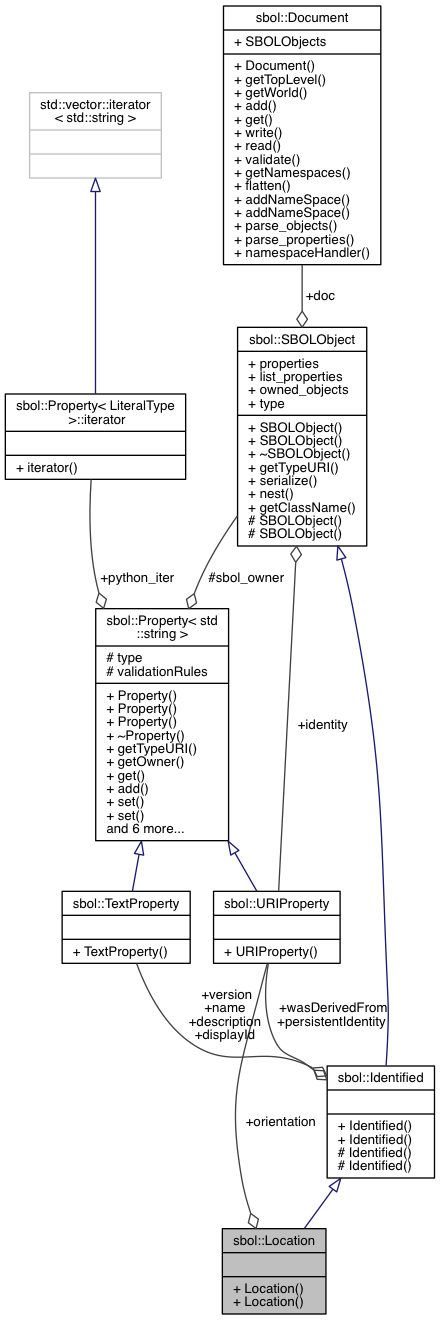 sbol::Document
+ SBOLObjects
+ Document()
+ getTopLevel()
+ getWorld()
+ add()
+ get()
+ write()
+ read()
+ validate()
+ getNamespaces()
+ flatten()
+ addNameSpace()
+ addNameSpace()
+ parse_objects()
+ parse_properties()
+ namespaceHandler()
std::vector::iterator
< std::string >
+doc
sbol::SBOLObject
+ properties
+ list_properties
+ owned_objects
+ type
+ SBOLObject()
+ SBOLObject()
+ ~SBOLObject()
+ getTypeURI()
+ serialize()
+ nest()
+ getClassName()
# SBOLObject()
# SBOLObject()
sbol::Property< LiteralType
>::iterator
+ iterator()
+python_iter
#sbol_owner
sbol::Property< std
::string >
# type
# validationRules
+ Property()
+ Property()
+ Property()
+ ~Property()
+ getTypeURI()
+ getOwner()
+ get()
+ add()
+ set()
+ set()
and 6 more...
+identity
sbol::TextProperty
+ TextProperty()
sbol::URIProperty
+ URIProperty()
+version
+name
+description
+displayId
+wasDerivedFrom
+persistentIdentity
sbol::Identified
+ Identified()
+ Identified()
# Identified()
# Identified()
+orientation
sbol::Location
+ Location()
+ Location()